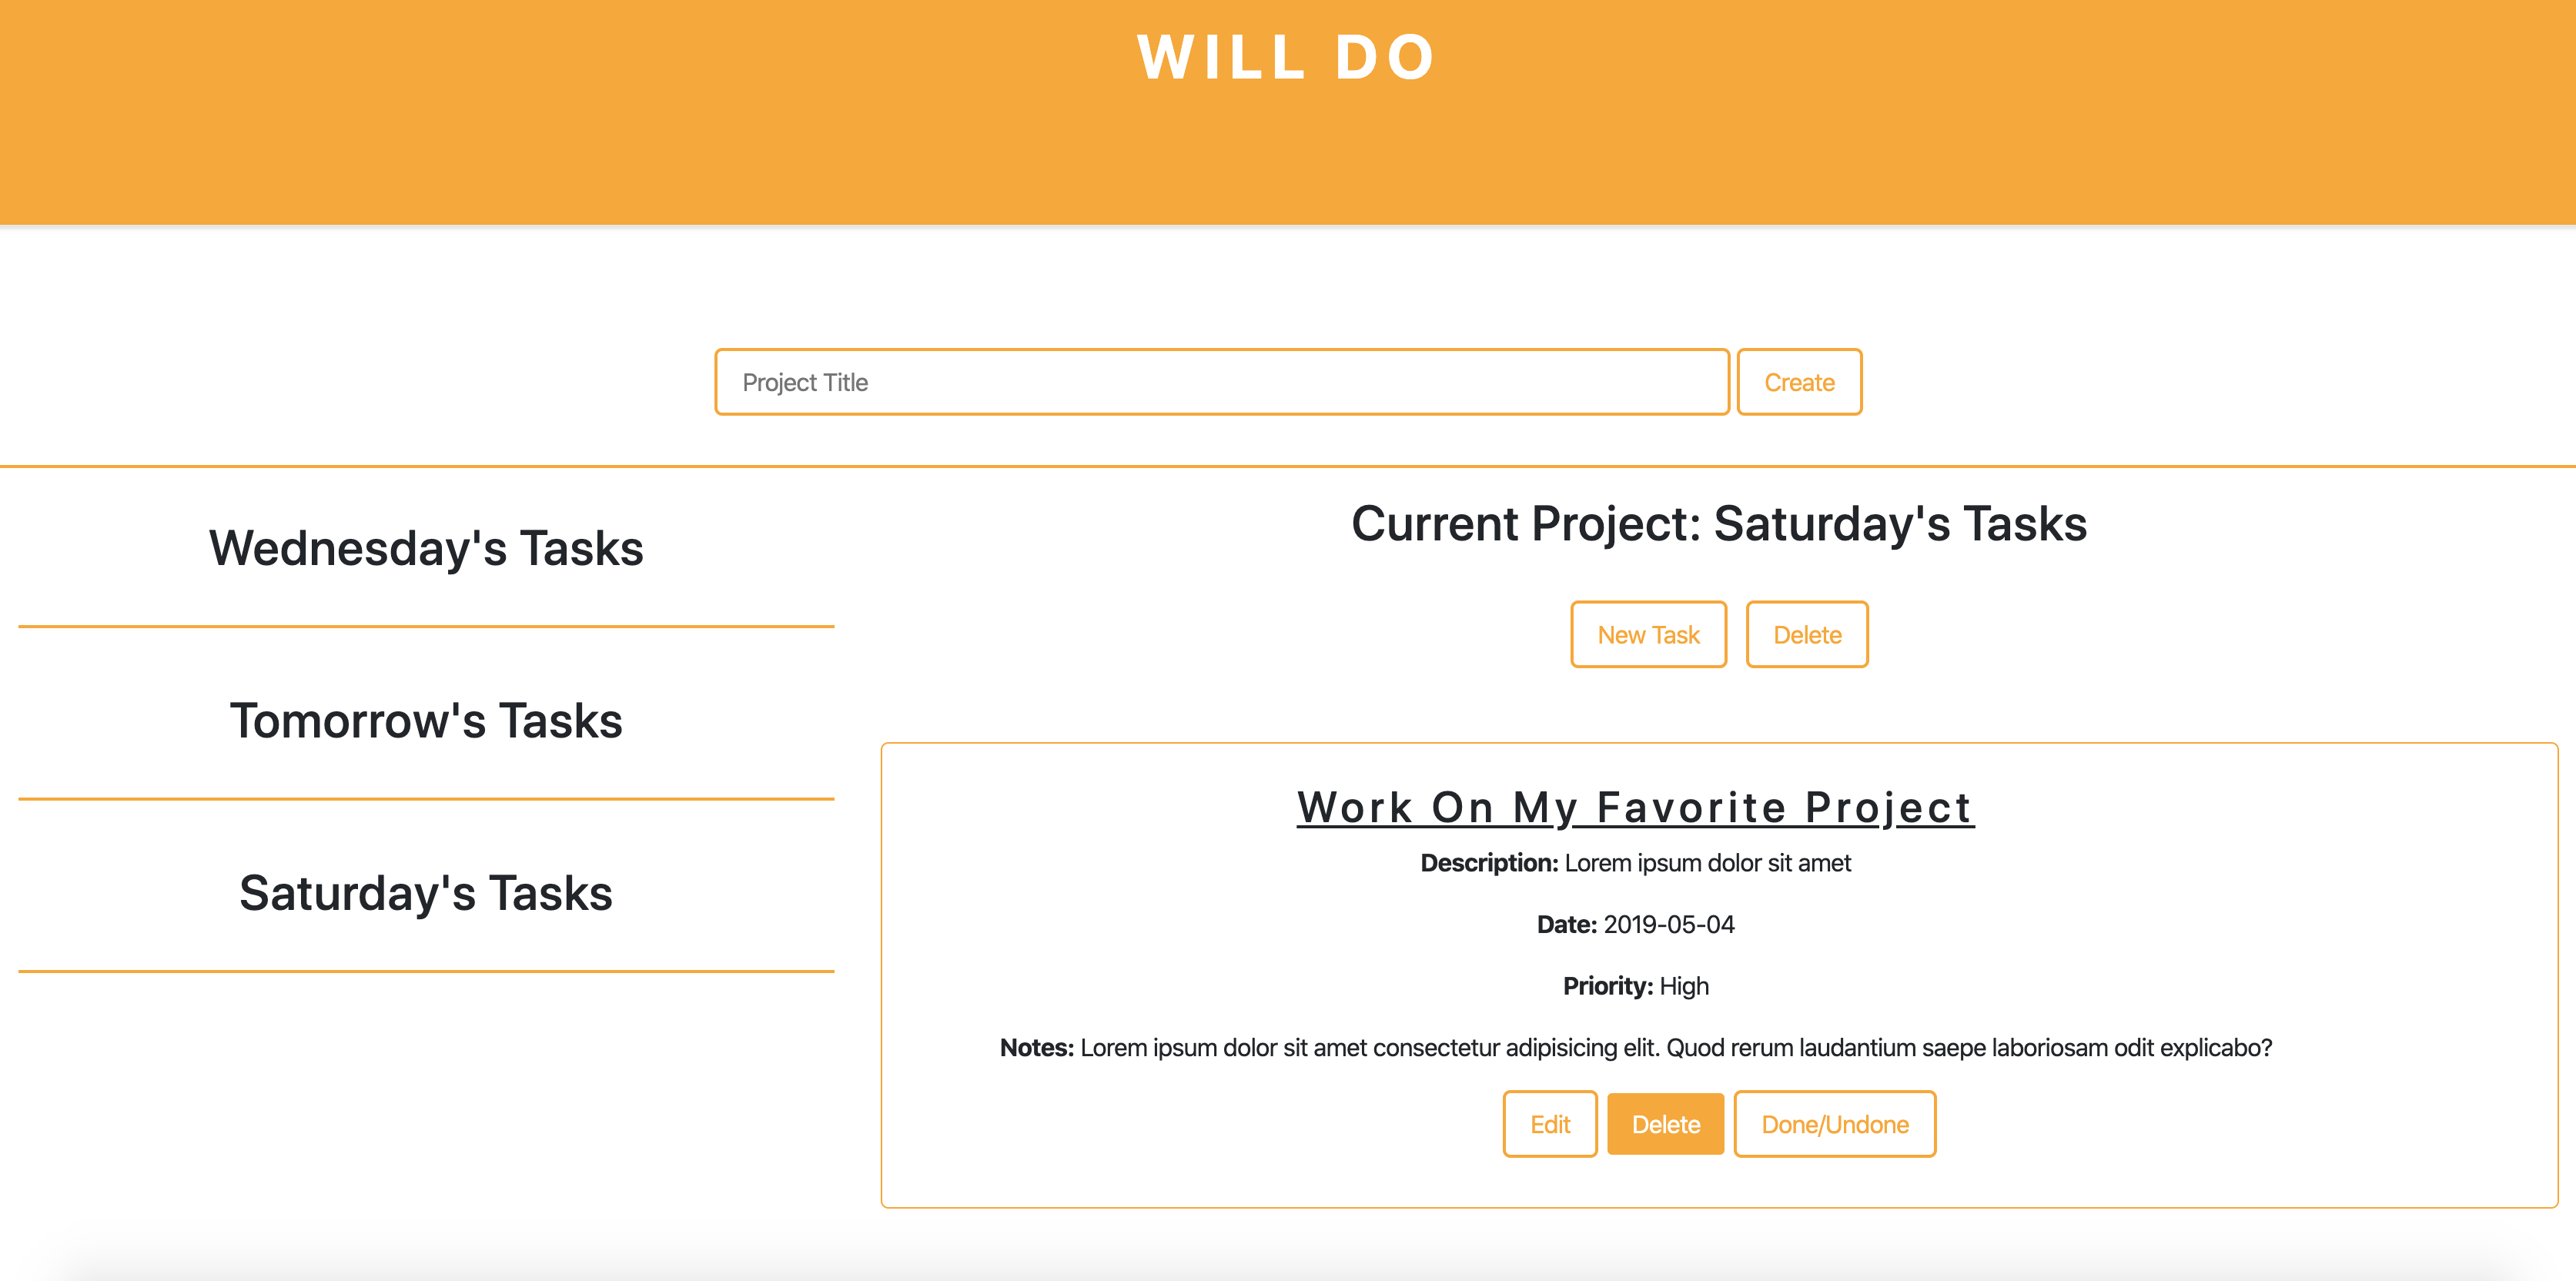 WILL DO
Project Title
Create
Wednesday's Tasks
Tomorrow's Tasks
Saturday's Tasks
Current Project: Saturday's Tasks
New Task
Delete
Work On My Favorite Project
Description: Lorem ipsum dolor sit amet
Date: 2019-05-04
Priority: High
Notes: Lorem ipsum dolor sit amet consectetur adipisicing elit. Quod rerum laudantium saepe laboriosam odit explicabo?
Edit
Delete
Done/Undone